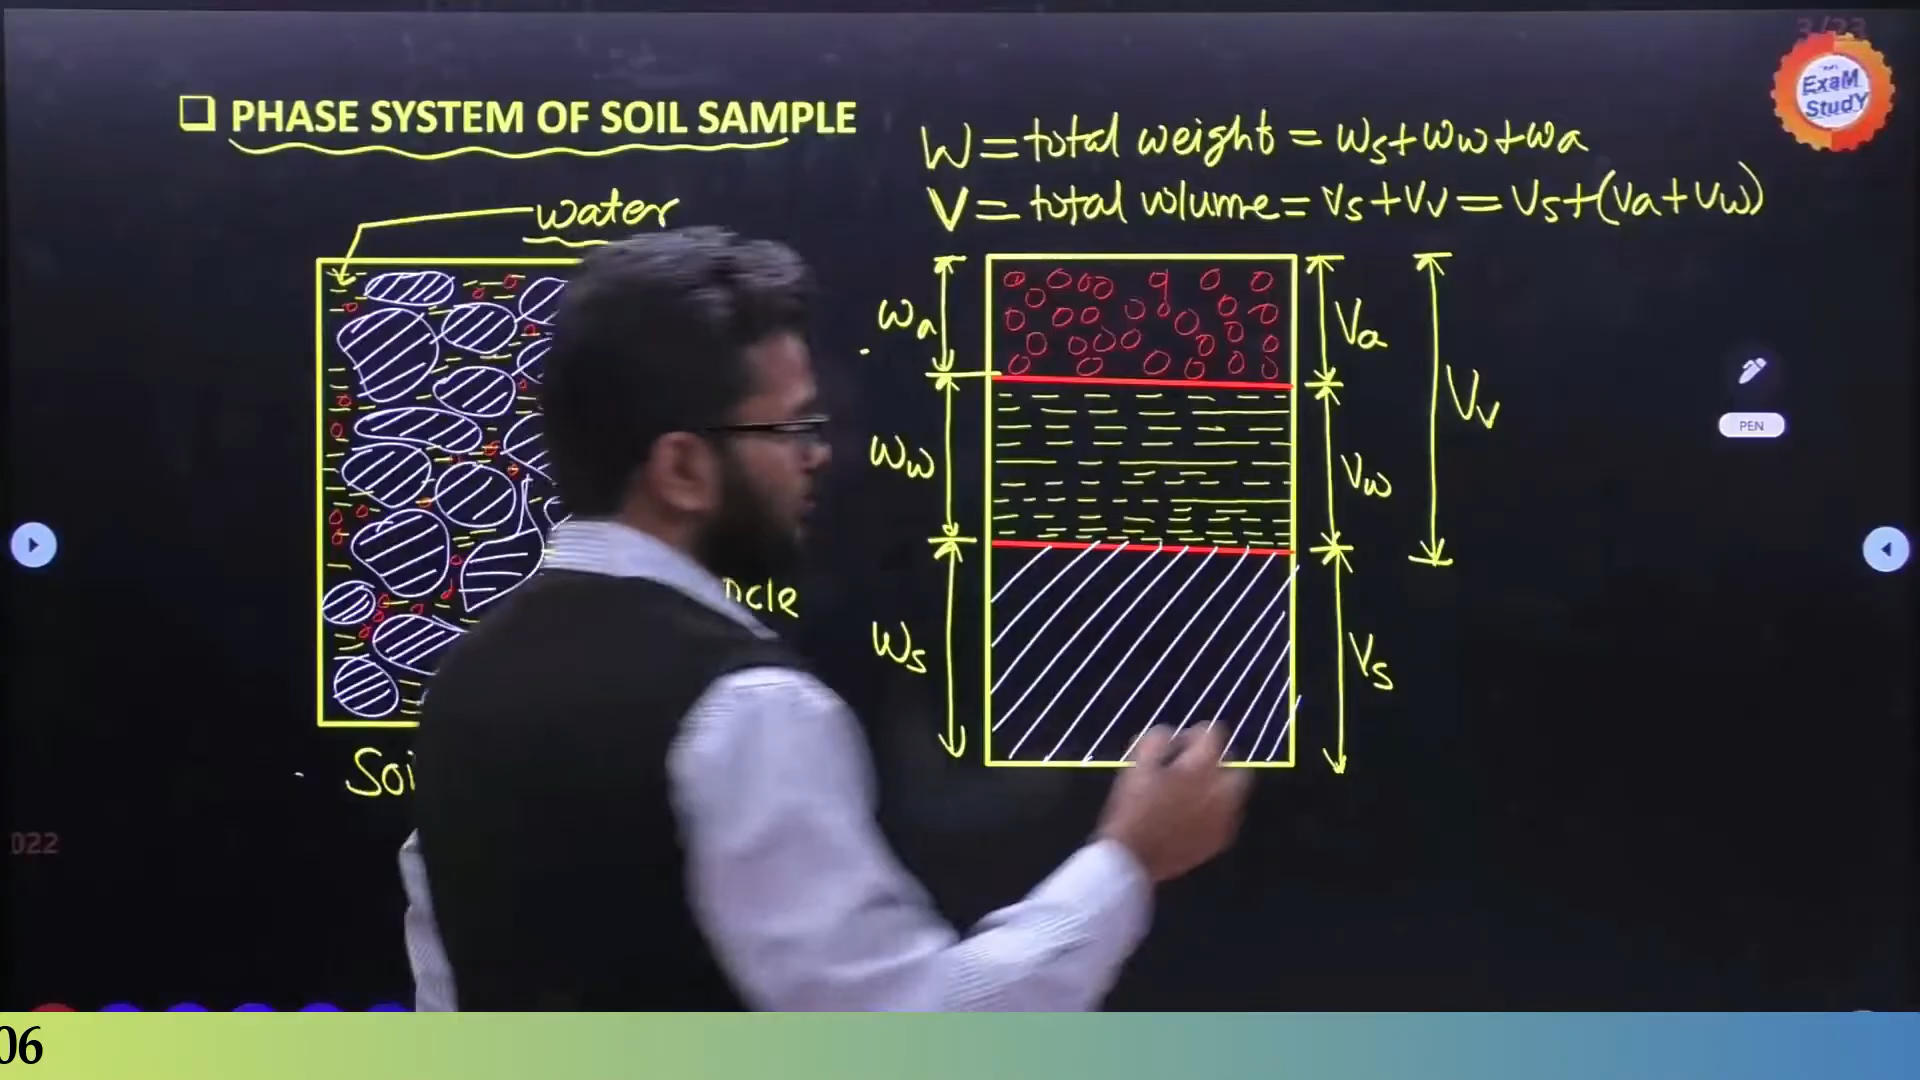 ExaM
StudY
❑ PHASE SYSTEM OF SOIL SAMPLE
W = total weight = Ws+Ww+Wa
V = total volume = Vs+Vv = Vs+(Va+Vw)
water
Wa
Va
Vv
Ww
Vw
PEN
Ws
Vs
022
06